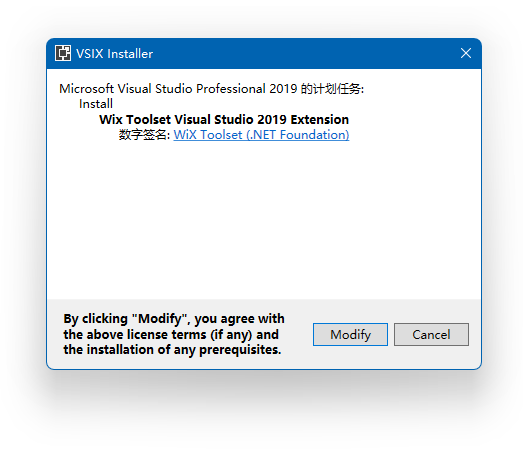 VSIX Installer
Microsoft Visual Studio Professional 2019 的计划任务:
Install
Wix Toolset Visual Studio 2019 Extension
数字签名: WiX Toolset (.NET Foundation)
By clicking "Modify", you agree with
the above license terms (if any) and
the installation of any prerequisites.
Modify
Cancel